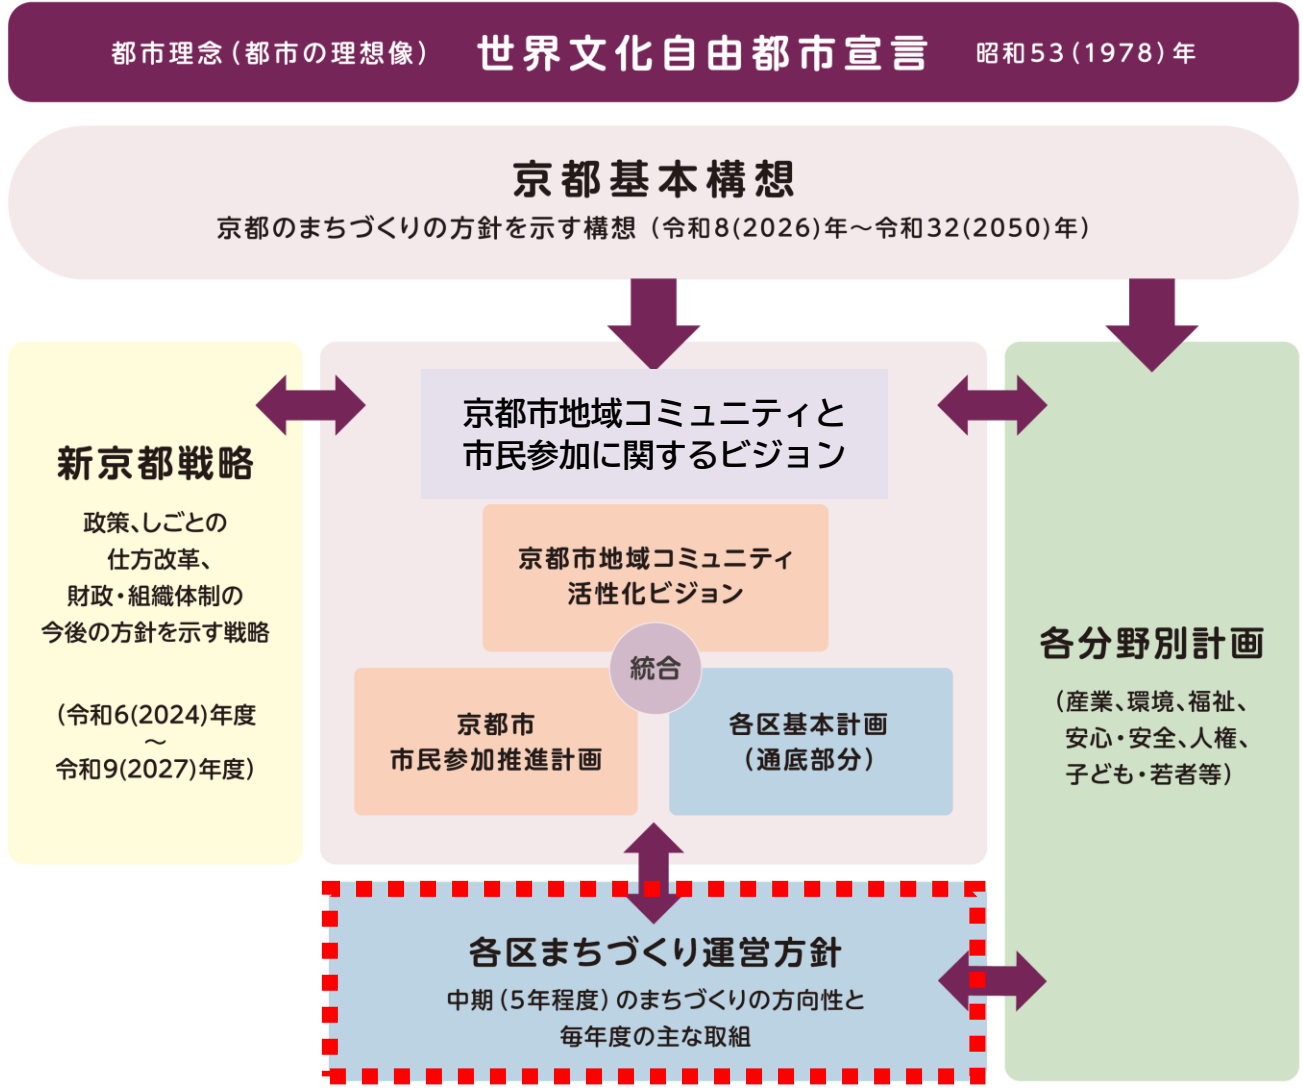 都市理念（都市の理想像） 世界文化自由都市宣言 昭和53（1978）年
京都基本構想
京都のまちづくりの方針を示す構想（令和8(2026)年～令和32(2050)年）
新京都戦略
政策、しごとの
仕方改革、
財政・組織体制の
今後の方針を示す戦略
（令和6(2024)年度
～
令和9(2027)年度）
京都市地域コミュニティと
市民参加に関するビジョン
京都市地域コミュニティ
活性化ビジョン
統合
京都市
市民参加推進計画
各区基本計画
（通底部分）
各分野別計画
（産業、環境、福祉、
安心・安全、人権、
子ども・若者等）
各区まちづくり運営方針
中期（5年程度）のまちづくりの方向性と
毎年度の主な取組